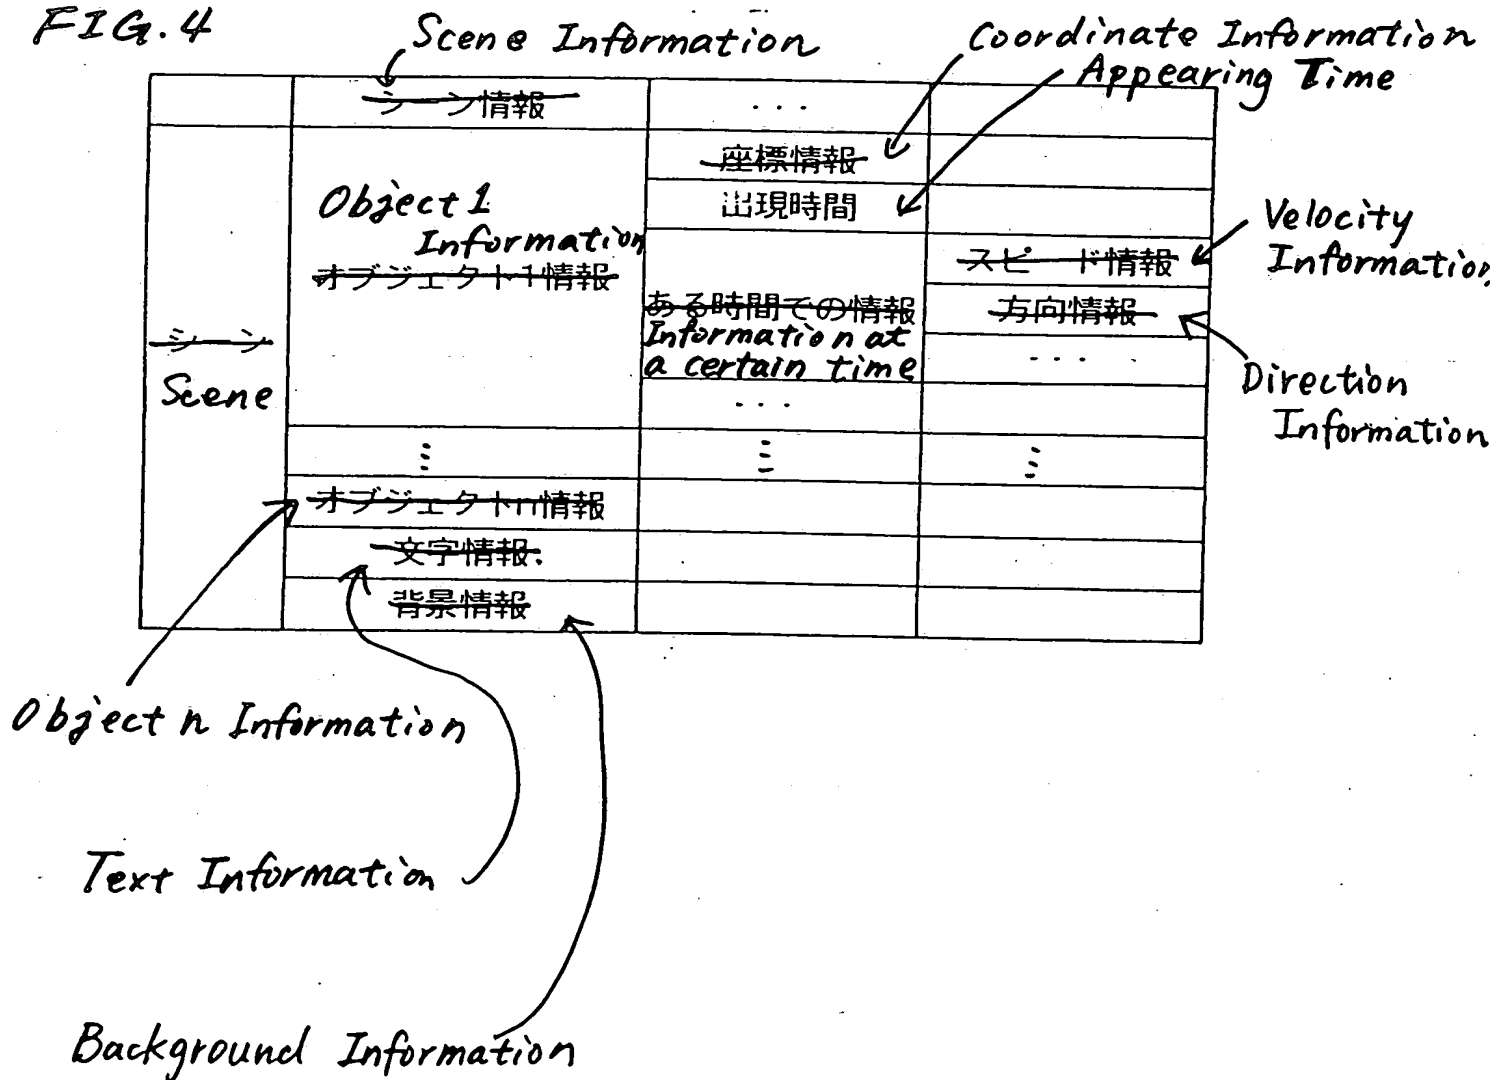 FIG. 4
Scene Information
Coordinate Information
Appearing Time
シーン情報
...
座標情報
Object 1
Information
オブジェクト1情報
出現時間
Velocity
Information
スピード情報
ある時間での情報
Information at
a certain time
方向情報
...
Direction
Information
シーン
Scene
...
⋮
⋮
⋮
オブジェクトn情報
文字情報
背景情報
Object n Information
Text Information
Background Information